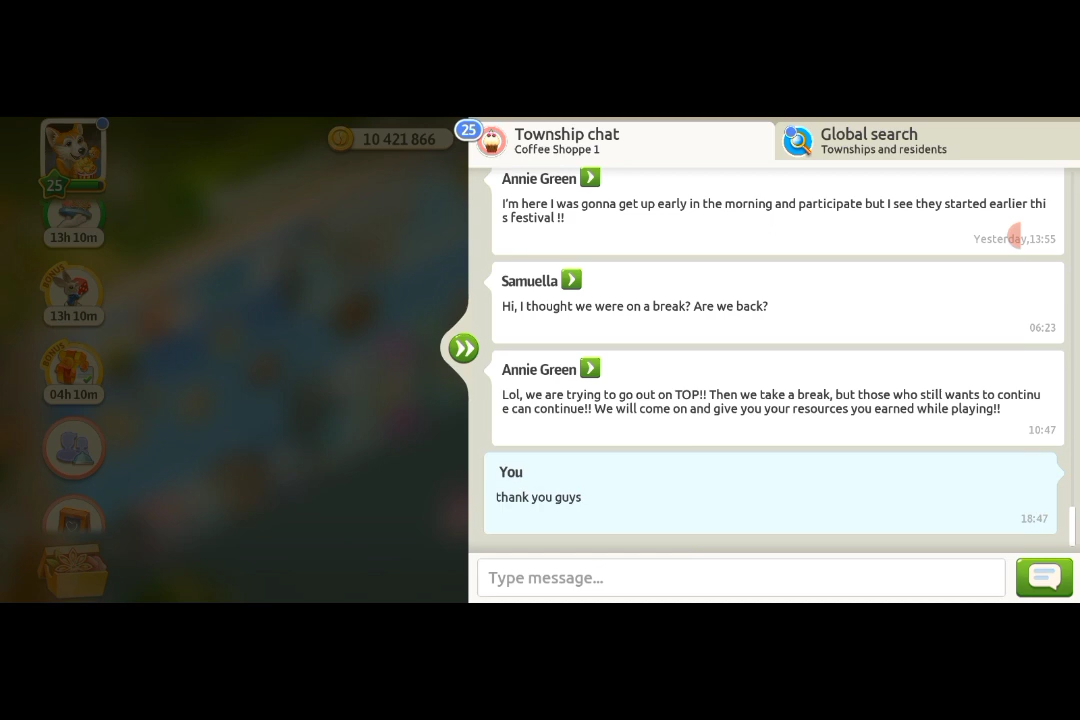 25
10 421 866
25
Township chat
Coffee Shoppe 1
Global search
Townships and residents
13h 10m
BONUS
13h 10m
BONUS
04h 10m
Annie Green
I'm here I was gonna get up early in the morning and participate but I see they started earlier thi
s festival !!
Yesterday,13:55
Samuella
Hi, I thought we were on a break? Are we back?
06:23
Annie Green
Lol, we are trying to go out on TOP!! Then we take a break, but those who still wants to continu
e can continue!! We will come on and give you your resources you earned while playing!!
10:47
You
thank you guys
18:47
Type message...